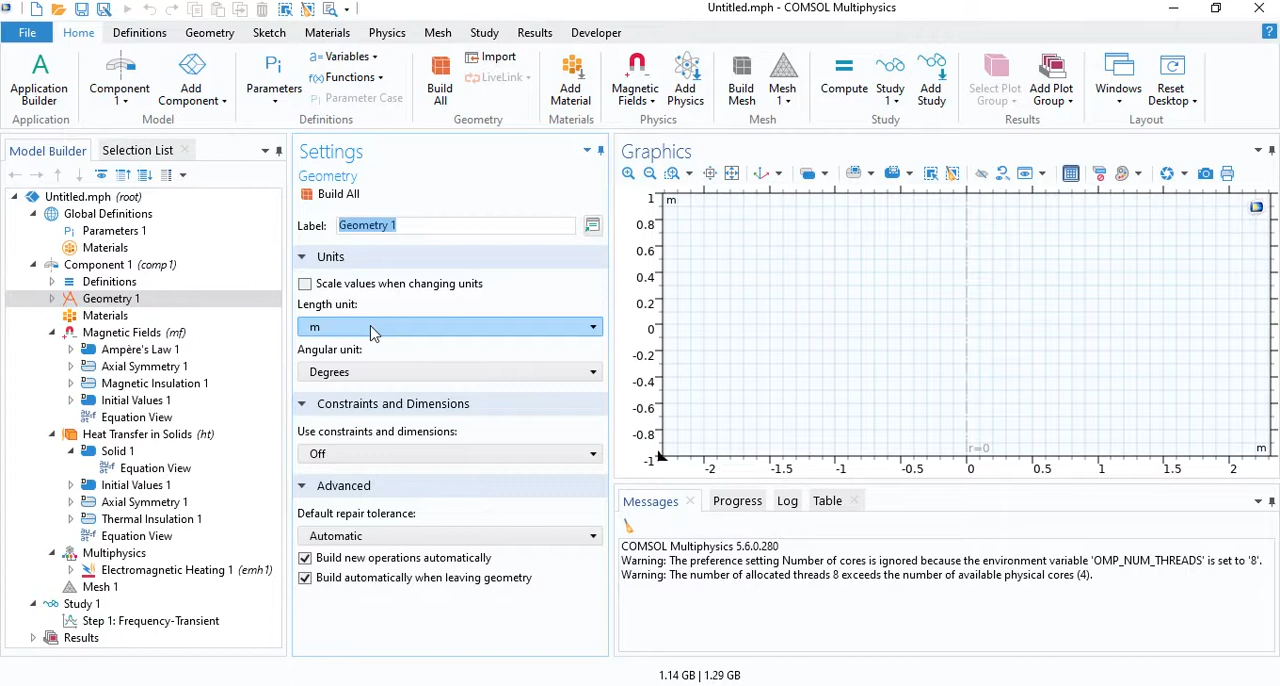 Untitled.mph - COMSOL Multiphysics
File
Home
Definitions
Geometry
Sketch
Materials
Physics
Mesh
Study
Results
Developer
?
Application
Builder
Application
Component
1
Add
Component
Model
Pi
Parameters
a= Variables
f(x) Functions
Pi Parameter Case
Definitions
Build
All
Import
LiveLink
Geometry
Add
Material
Materials
Magnetic
Fields
Add
Physics
Physics
Build
Mesh
Mesh
1
Mesh
Compute
Study
1
Add
Study
Study
Select Plot
Group
Add Plot
Group
Results
Windows
Reset
Desktop
Layout
Model Builder
Selection List
Untitled.mph (root)
Global Definitions
Pi Parameters 1
Materials
Component 1 (comp1)
Definitions
Geometry 1
Materials
Magnetic Fields (mf)
Ampère's Law 1
Axial Symmetry 1
Magnetic Insulation 1
Initial Values 1
Equation View
Heat Transfer in Solids (ht)
Solid 1
Equation View
Initial Values 1
Axial Symmetry 1
Thermal Insulation 1
Equation View
Multiphysics
Electromagnetic Heating 1 (emh1)
Mesh 1
Study 1
Step 1: Frequency-Transient
Results
Settings
Geometry
Build All
Label: Geometry 1
Units
Scale values when changing units
Length unit:
m
Angular unit:
Degrees
Constraints and Dimensions
Use constraints and dimensions:
Off
Advanced
Default repair tolerance:
Automatic
Build new operations automatically
Build automatically when leaving geometry
Graphics
1
m
0.8
0.6
0.4
0.2
0
-0.2
-0.4
-0.6
-0.8
-1
r=0
m
-2
-1.5
-1
-0.5
0
0.5
1
1.5
2
Messages
Progress
Log
Table
COMSOL Multiphysics 5.6.0.280
Warning: The preference setting Number of cores is ignored because the environment variable 'OMP_NUM_THREADS' is set to '8'.
Warning: The number of allocated threads 8 exceeds the number of available physical cores (4).
1.14 GB | 1.29 GB